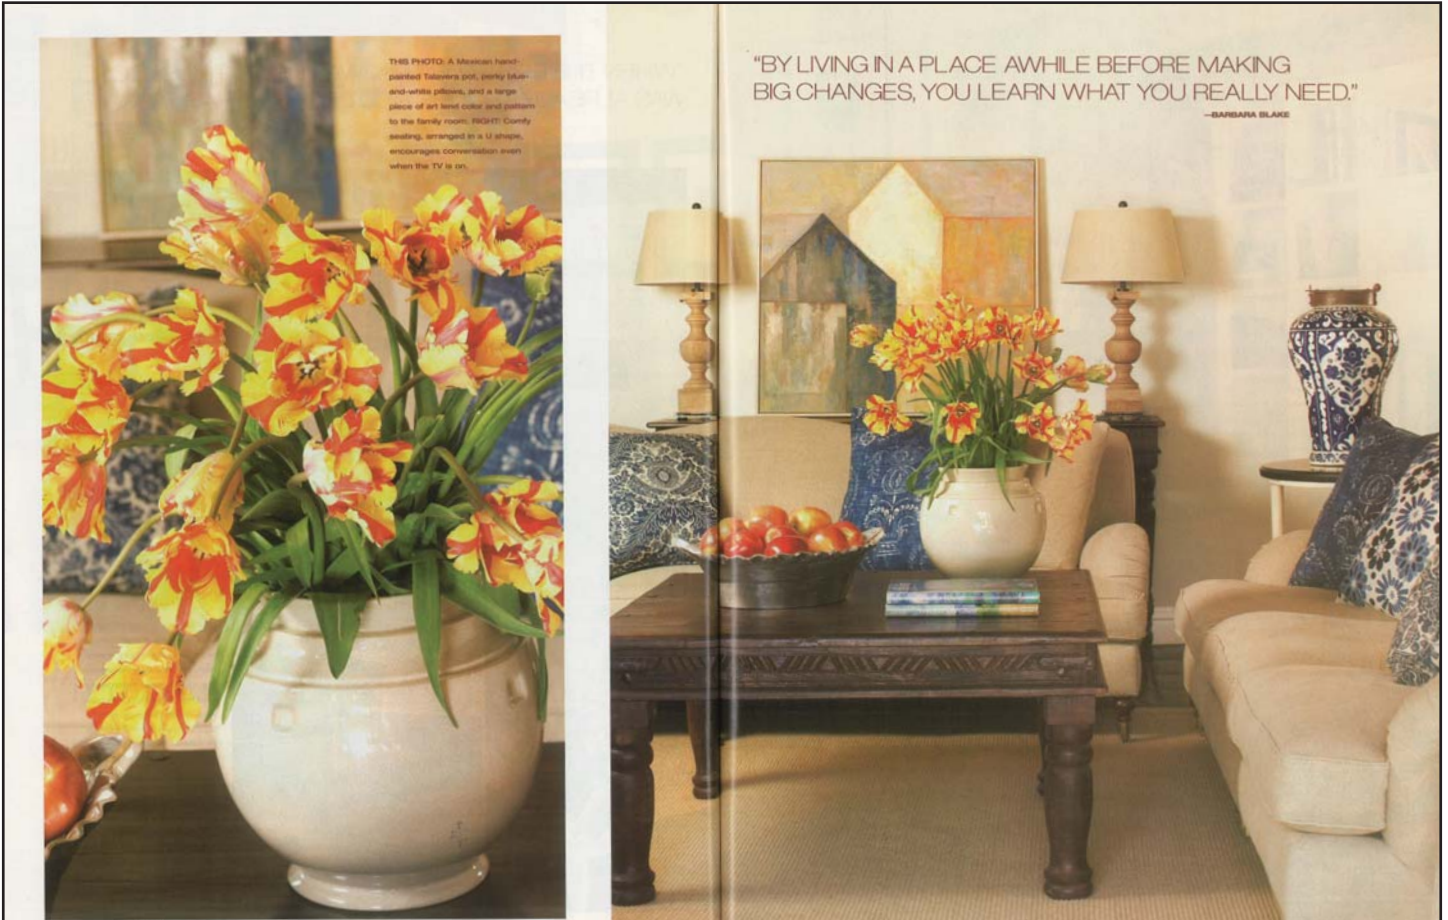 THIS PHOTO: A Mexican hand-
painted Talavera pot, perky blue-
and-white pillows, and a large
piece of art lend color and pattern
to the family room. RIGHT: Comfy
seating, arranged in a U shape,
encourages conversation even
when the TV is on.
“BY LIVING IN A PLACE AWHILE BEFORE MAKING
BIG CHANGES, YOU LEARN WHAT YOU REALLY NEED.”
—BARBARA BLAKE